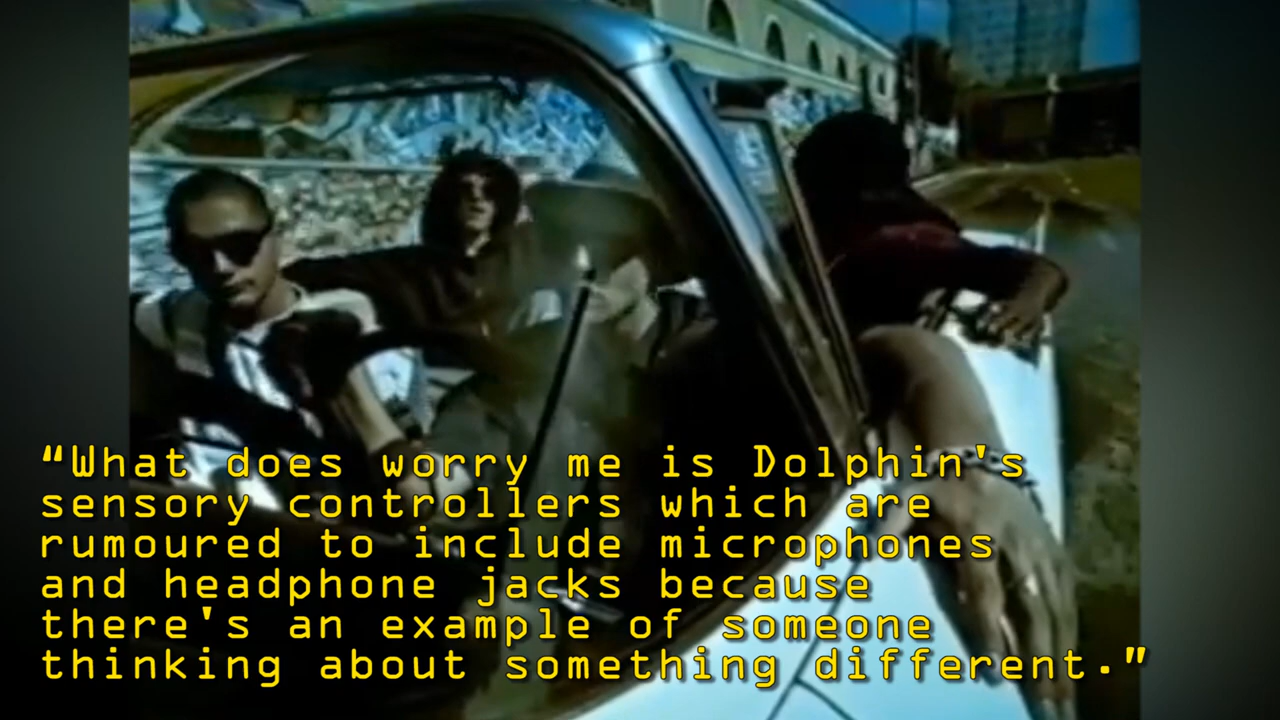 “What does worry me is Dolphin's
sensory controllers which are
rumoured to include microphones
and headphone jacks because
there's an example of someone
thinking about something different.”